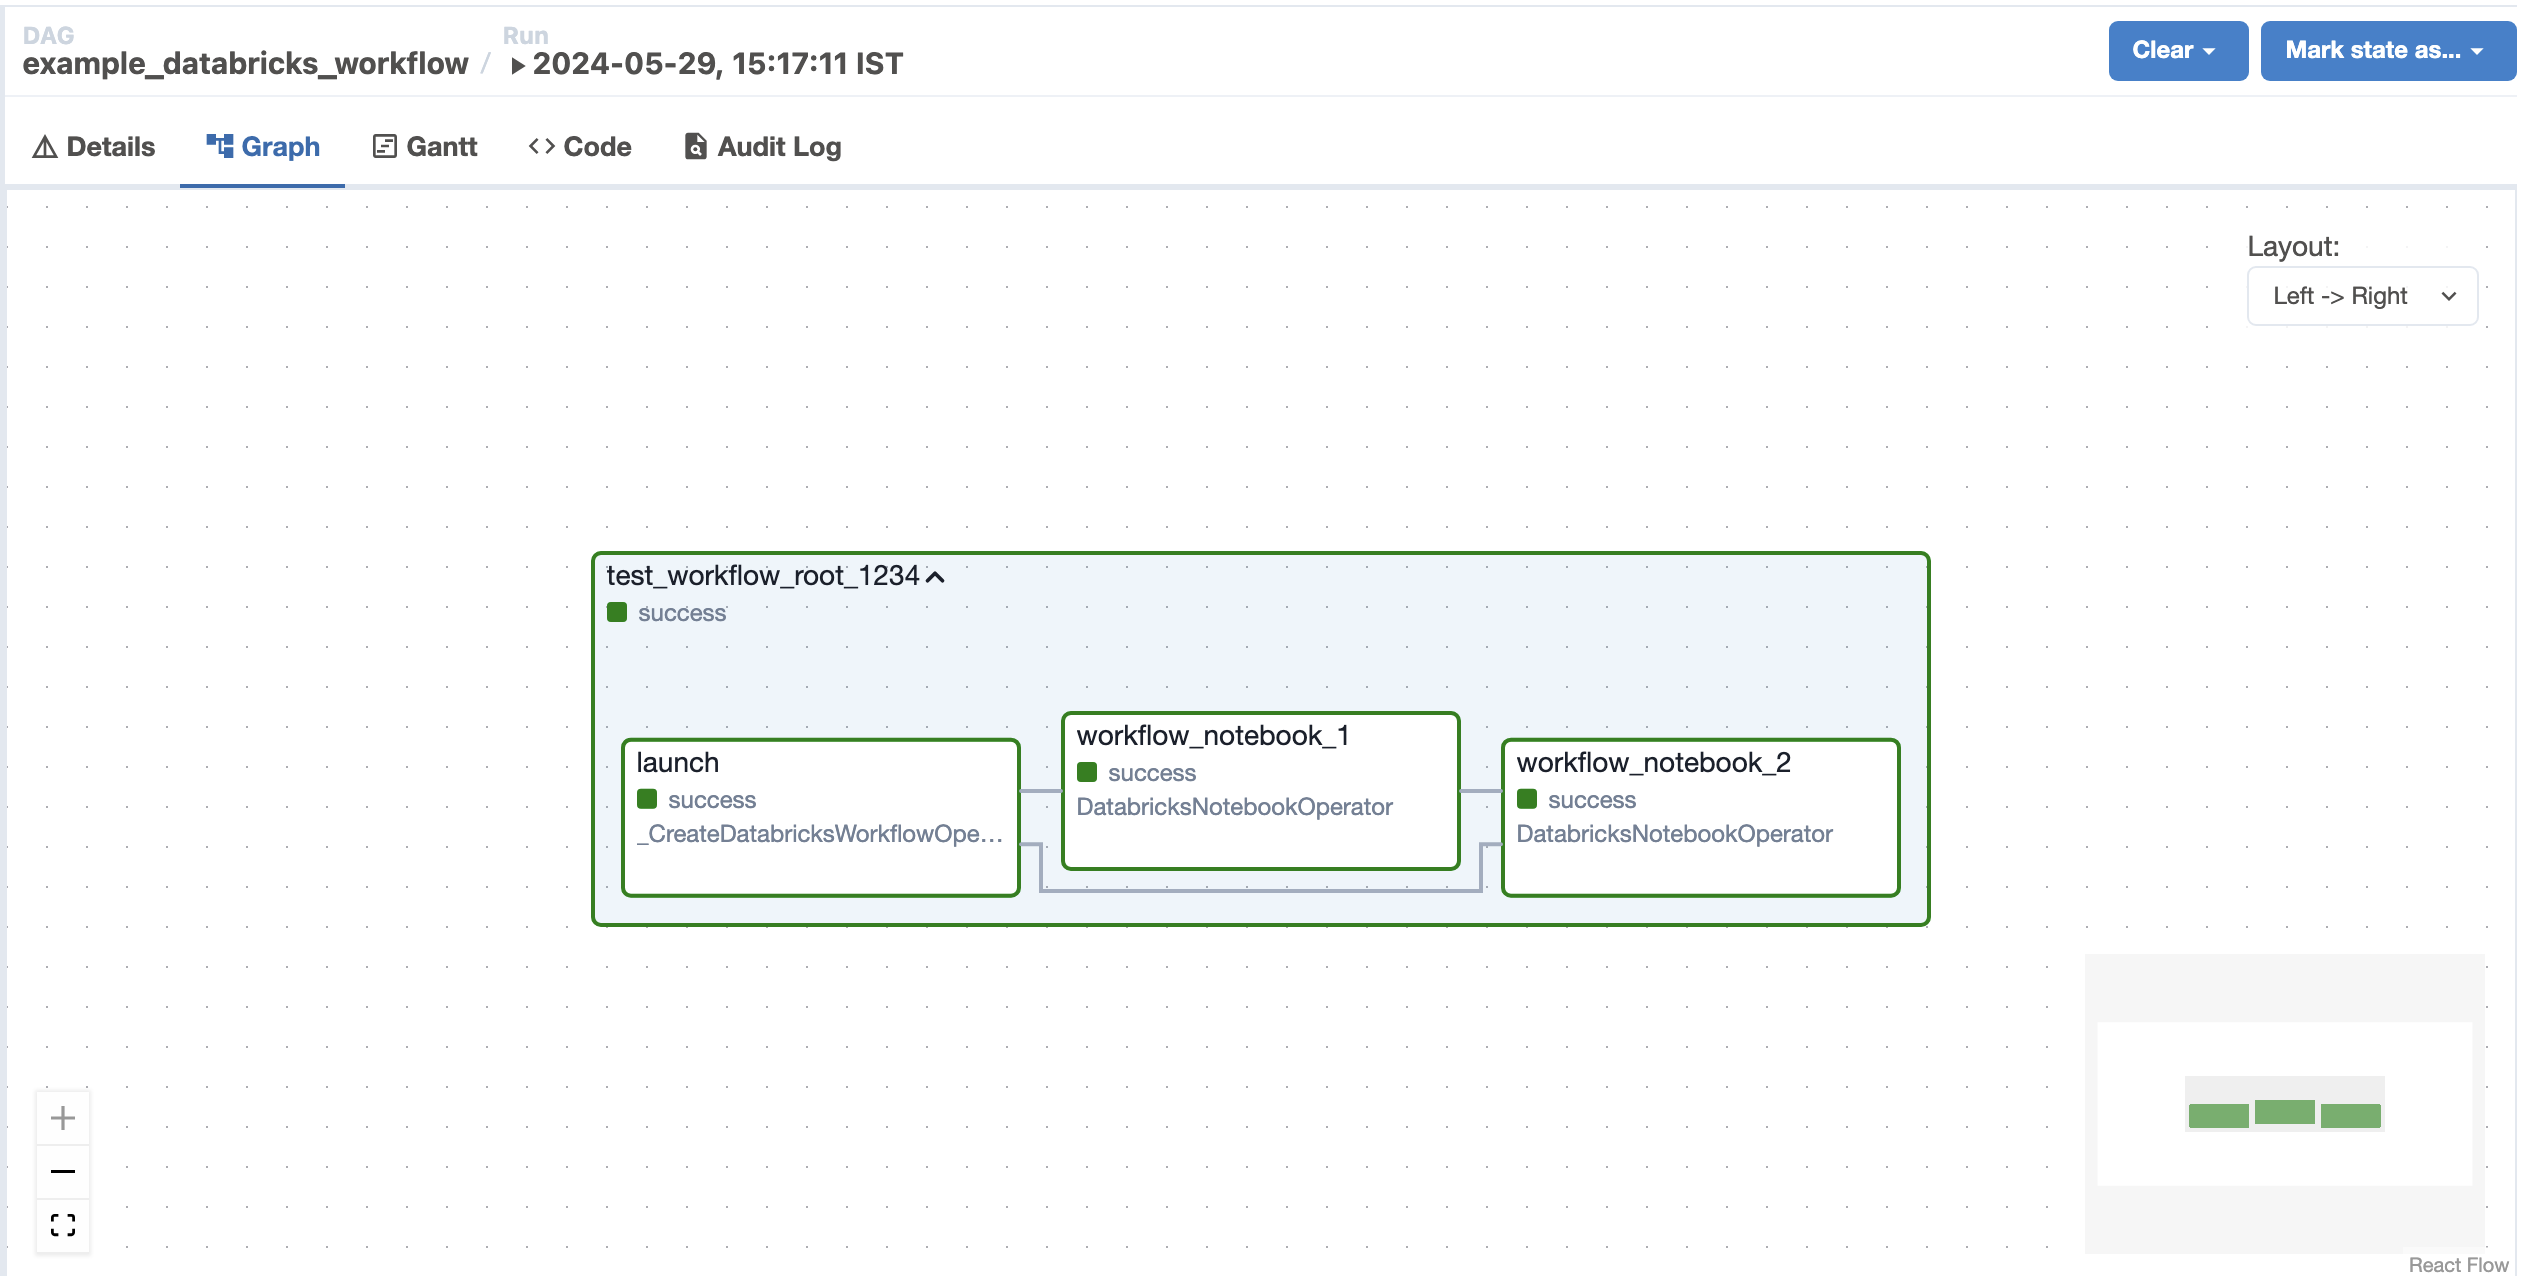 DAG
example_databricks_workflow
/
Run
2024-05-29, 15:17:11 IST
Clear
Mark state as...
Details
Graph
Gantt
Code
Audit Log
Layout:
Left -> Right
test_workflow_root_1234
success
launch
success
_CreateDatabricksWorkflowOpe...
workflow_notebook_1
success
DatabricksNotebookOperator
workflow_notebook_2
success
DatabricksNotebookOperator
React Flow